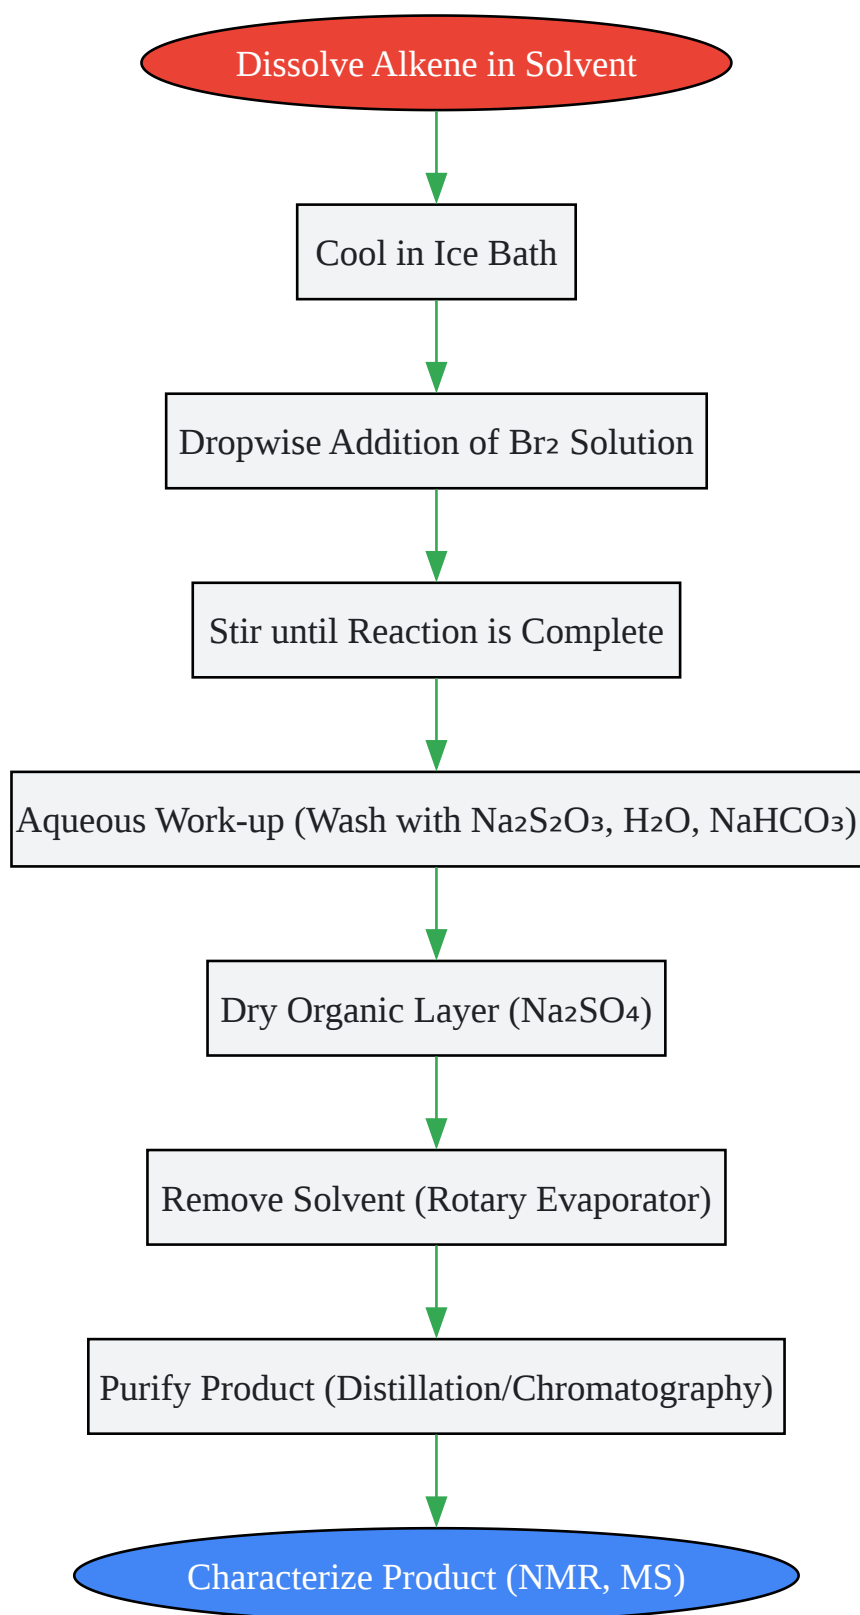 Dissolve Alkene in Solvent
Cool in Ice Bath
Dropwise Addition of Br₂ Solution
Stir until Reaction is Complete
Aqueous Work-up (Wash with Na₂S₂O₃, H₂O, NaHCO₃)
Dry Organic Layer (Na₂SO₄)
Remove Solvent (Rotary Evaporator)
Purify Product (Distillation/Chromatography)
Characterize Product (NMR, MS)